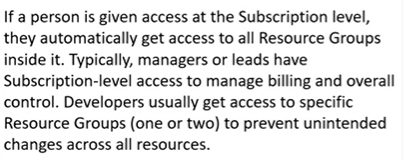 If a person is given access at the Subscription level,
they automatically get access to all Resource Groups
inside it. Typically, managers or leads have
Subscription-level access to manage billing and overall
control. Developers usually get access to specific
Resource Groups (one or two) to prevent unintended
changes across all resources.